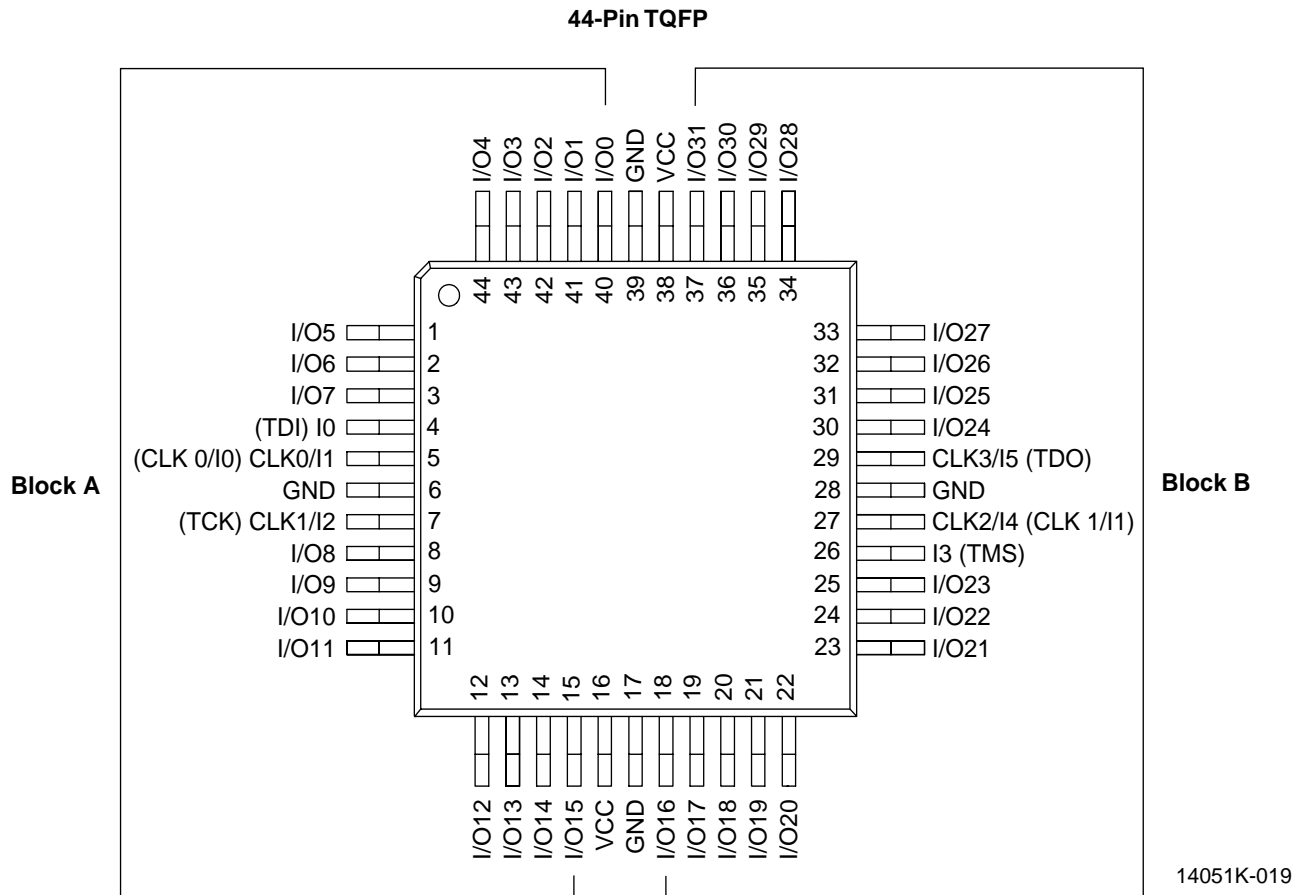 44-Pin TQFP
I/O4
I/O3
I/O2
I/O1
I/O0
GND
VCC
I/O31
I/O30
I/O29
I/O28
44
43
42
41
40
39
38
37
36
35
34
I/O5 1
I/O6 2
I/O7 3
(TDI) I0 4
(CLK 0/I0) CLK0/I1 5
GND 6
(TCK) CLK1/I2 7
I/O8 8
I/O9 9
I/O10 10
I/O11 11
Block A
33 I/O27
32 I/O26
31 I/O25
30 I/O24
29 CLK3/I5 (TDO)
28 GND
27 CLK2/I4 (CLK 1/I1)
26 I3 (TMS)
25 I/O23
24 I/O22
23 I/O21
Block B
12
13
14
15
16
17
18
19
20
21
22
I/O12
I/O13
I/O14
I/O15
VCC
GND
I/O16
I/O17
I/O18
I/O19
I/O20
14051K-019